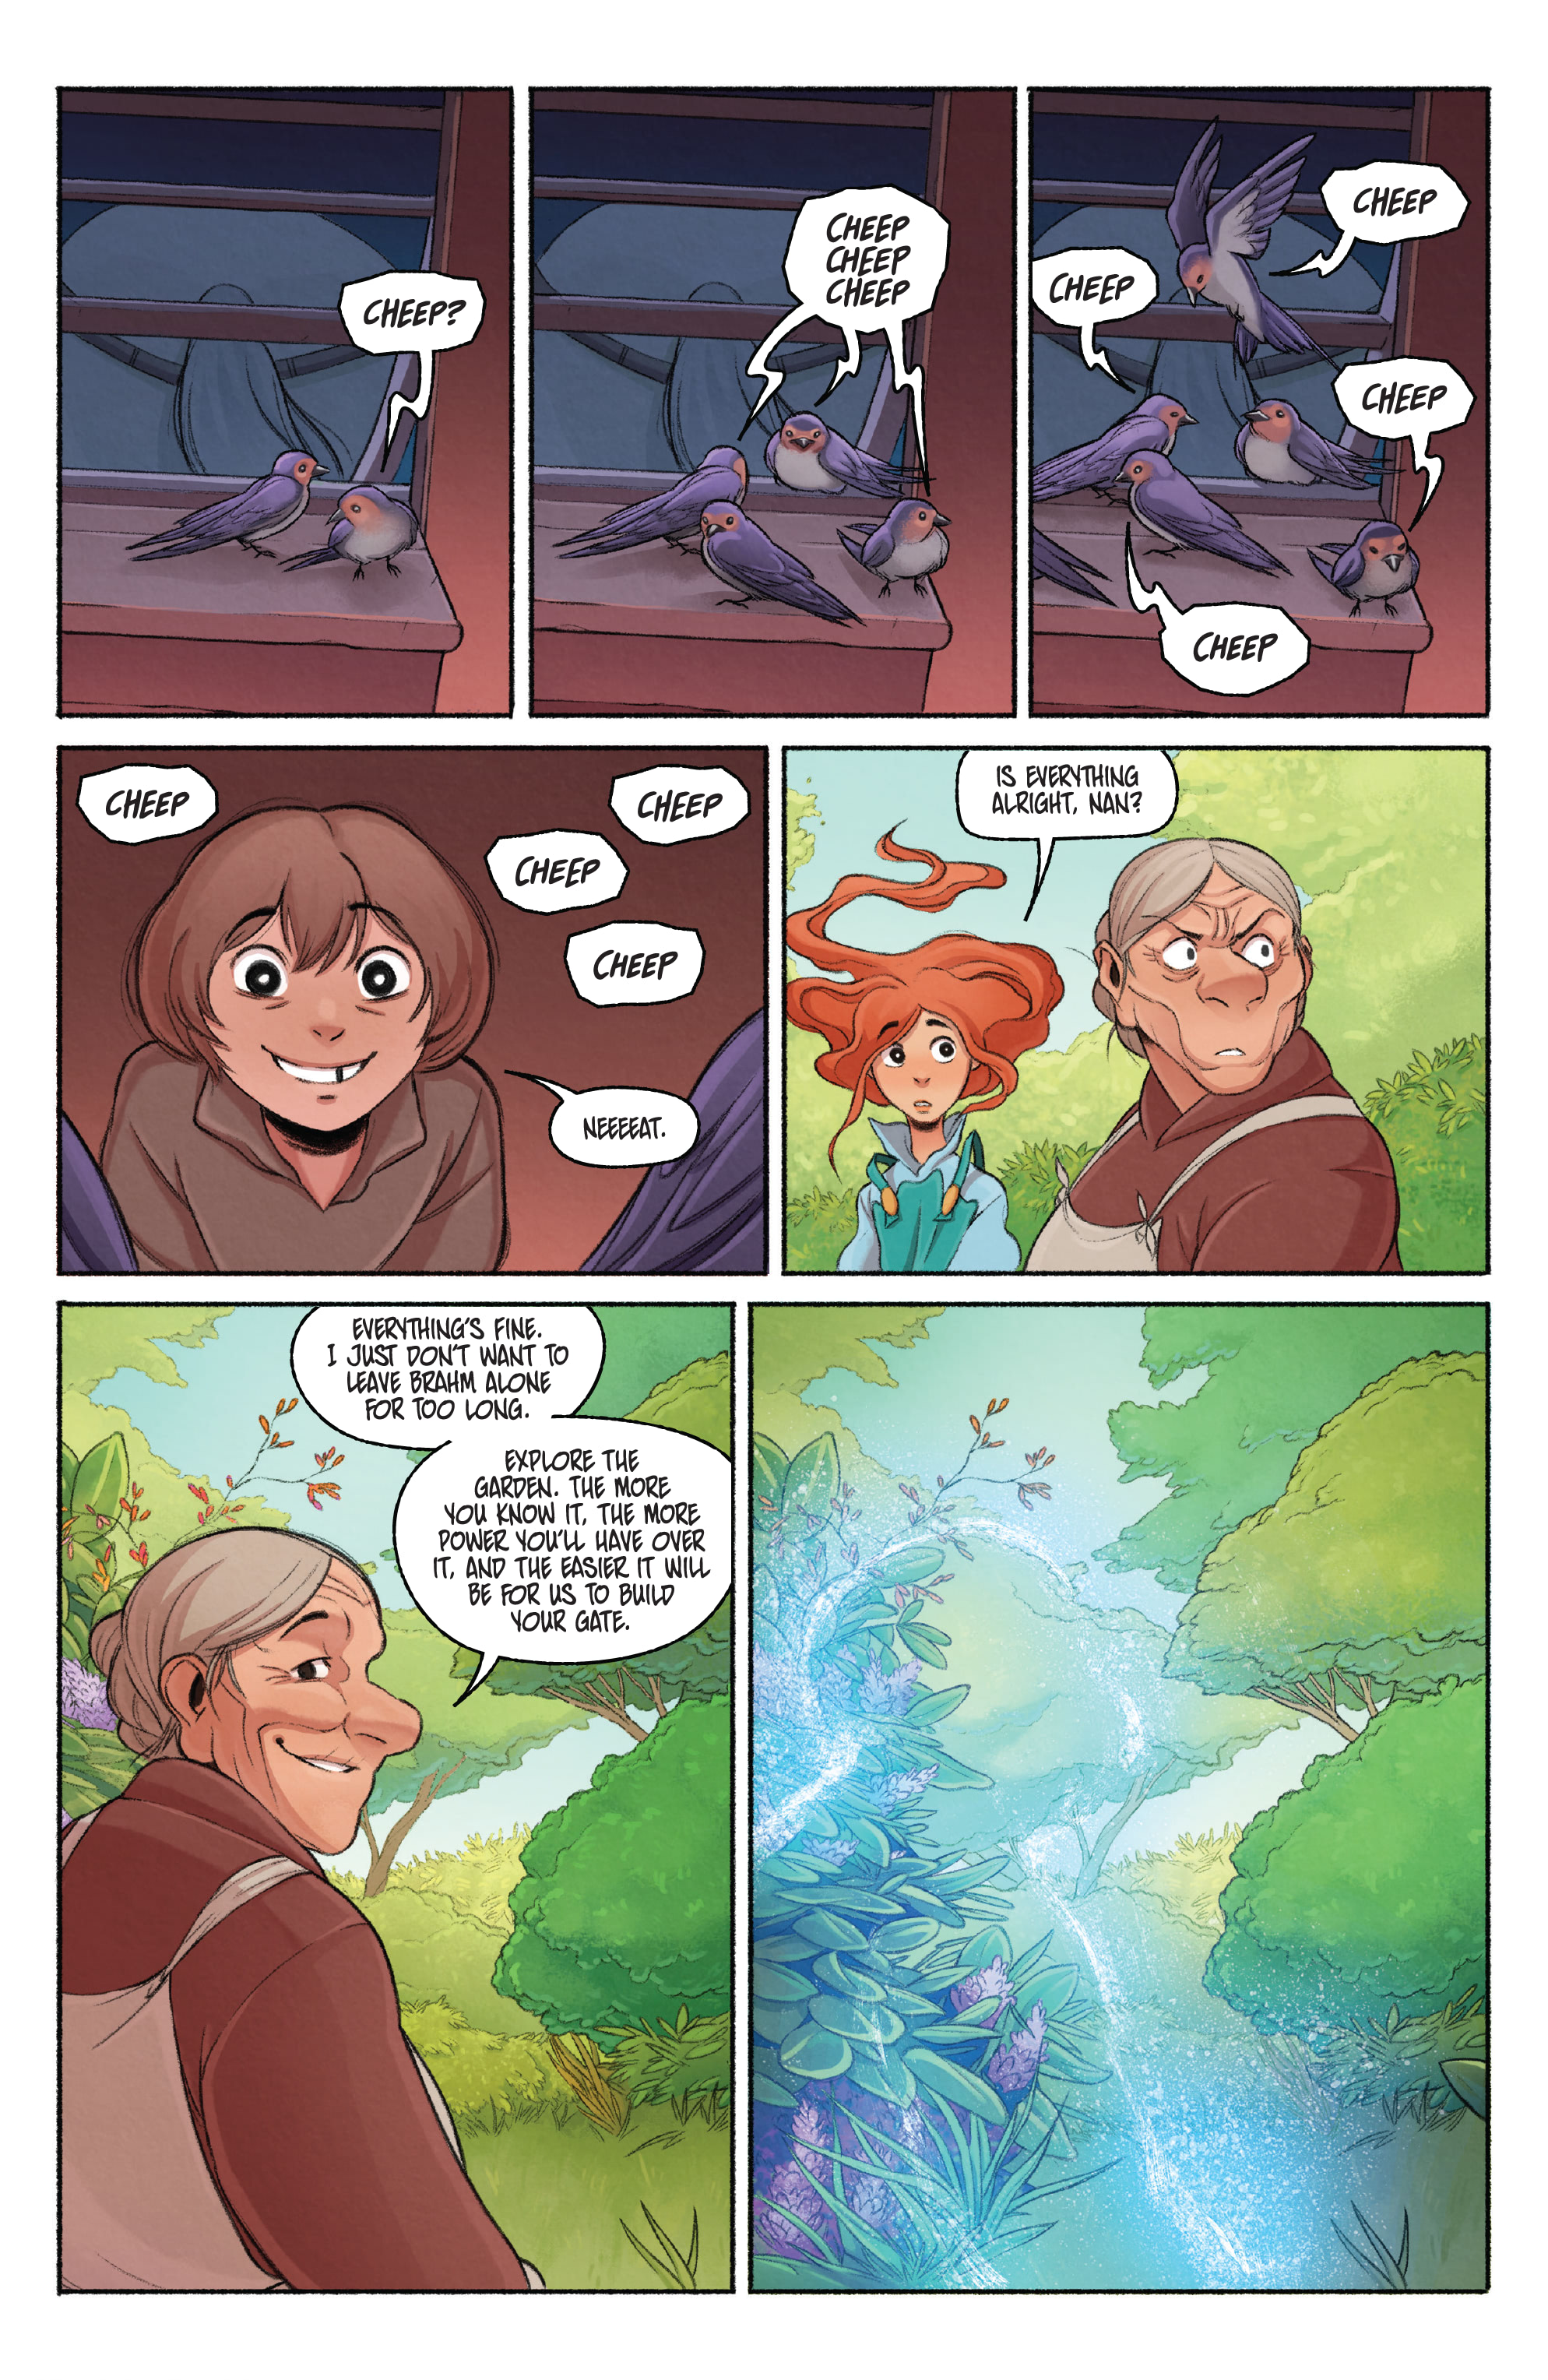 CHEEP?
CHEEP
CHEEP
CHEEP
CHEEP
CHEEP
CHEEP
CHEEP
CHEEP
CHEEP
CHEEP
CHEEP
NEEEEAT.
IS EVERYTHING
ALRIGHT, NAN?
EVERYTHING'S FINE.
I JUST DON'T WANT TO
LEAVE BRAHM ALONE
FOR TOO LONG.
EXPLORE THE
GARDEN. THE MORE
YOU KNOW IT, THE MORE
POWER YOU'LL HAVE OVER
IT, AND THE EASIER IT WILL
BE FOR US TO BUILD
YOUR GATE.